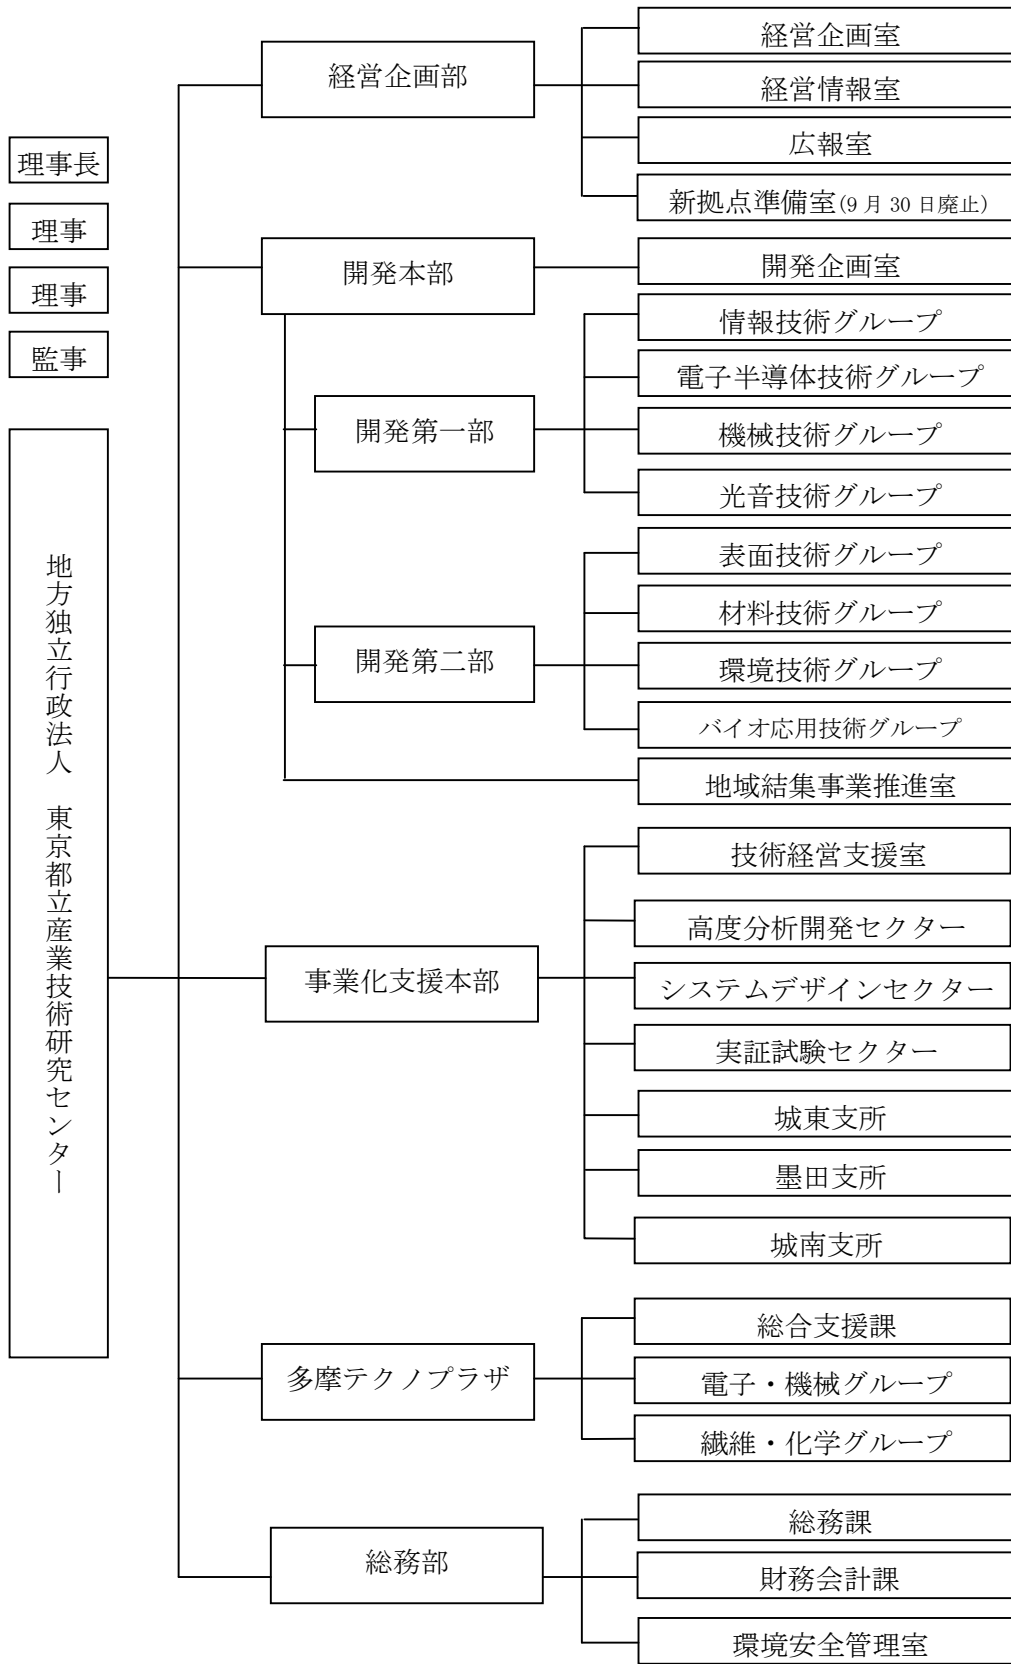 理事長
理事
理事
監事
地方独立行政法人　東京都立産業技術研究センター
経営企画部
経営企画室
経営情報室
広報室
新拠点準備室(9月30日廃止)
開発本部
開発企画室
開発第一部
情報技術グループ
電子半導体技術グループ
機械技術グループ
光音技術グループ
開発第二部
表面技術グループ
材料技術グループ
環境技術グループ
バイオ応用技術グループ
地域結集事業推進室
事業化支援本部
技術経営支援室
高度分析開発セクター
システムデザインセクター
実証試験セクター
城東支所
墨田支所
城南支所
多摩テクノプラザ
総合支援課
電子・機械グループ
繊維・化学グループ
総務部
総務課
財務会計課
環境安全管理室